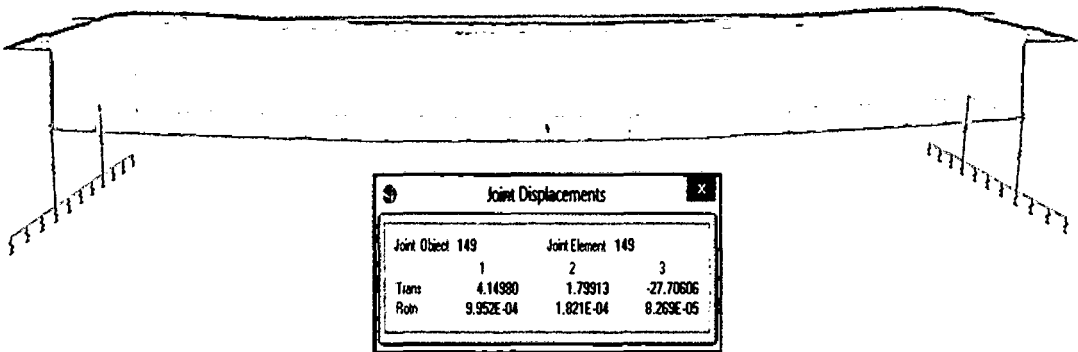 Joint Displacements X
Joint Object 149 Joint Element 149
1 2 3
Trans 4.14980 1.79913 -27.70606
Rotn 9.952E-04 1.821E-04 8.269E-05